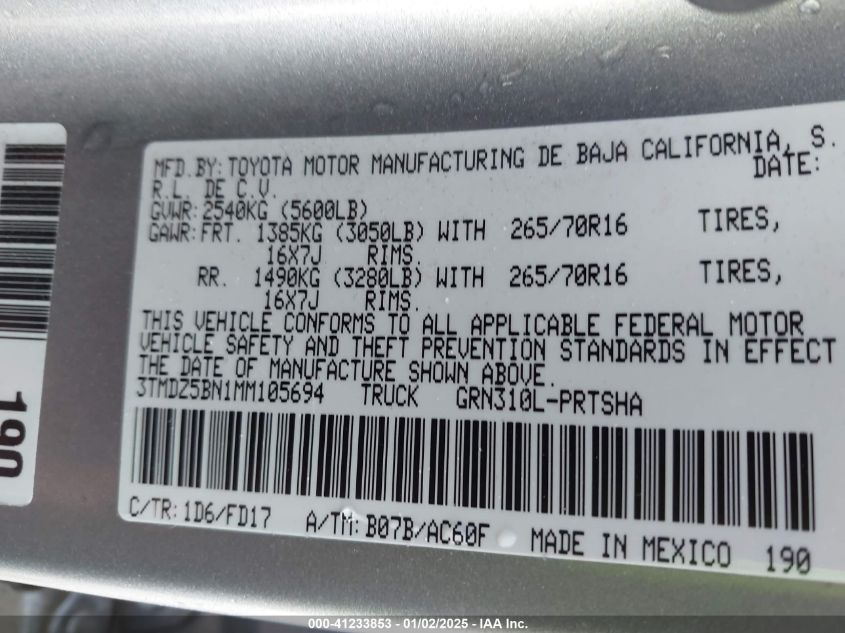 MFD.BY: TOYOTA MOTOR MANUFACTURING DE BAJA CALIFORNIA, S.
R.L. DE C.V. DATE:
GVWR: 2540KG (5600LB)
GAWR: FRT. 1385KG (3050LB) WITH 265/70R16 TIRES,
16X7J RIMS.
RR. 1490KG (3280LB) WITH 265/70R16 TIRES,
16X7J RIMS.
THIS VEHICLE CONFORMS TO ALL APPLICABLE FEDERAL MOTOR
VEHICLE SAFETY AND THEFT PREVENTION STANDARDS IN EFFECT
THE DATE OF MANUFACTURE SHOWN ABOVE.
3TMDZ5BN1MM105694 TRUCK GRN310L-PRTSHA
C/TR: 1D6/FD17 A/TM: B07B/AC60F MADE IN MEXICO 190
190
000-41233853 - 01/02/2025 - IAA Inc.